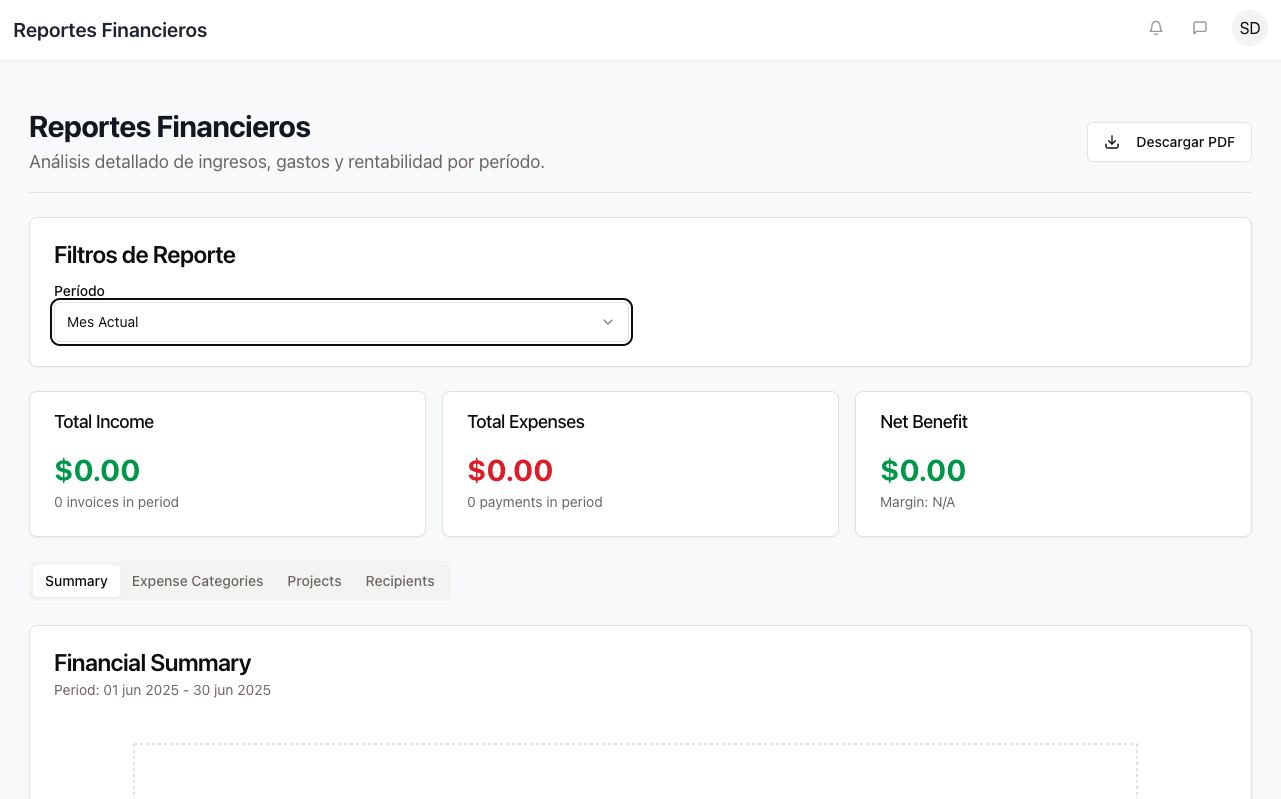 Reportes Financieros
SD
Reportes Financieros
Análisis detallado de ingresos, gastos y rentabilidad por período.
Descargar PDF
Filtros de Reporte
Período
Mes Actual
Total Income
$0.00
0 invoices in period
Total Expenses
$0.00
0 payments in period
Net Benefit
$0.00
Margin: N/A
Summary
Expense Categories
Projects
Recipients
Financial Summary
Period: 01 jun 2025 - 30 jun 2025